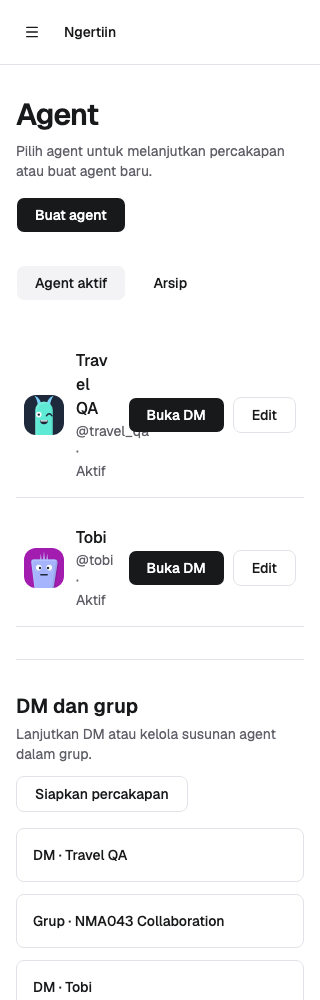 Ngertiin
Agent
Pilih agent untuk melanjutkan percakapan
atau buat agent baru.
Buat agent
Agent aktif
Arsip
Trav
el
QA
@travel_qa
·
Aktif
Buka DM
Edit
Tobi
@tobi
·
Aktif
Buka DM
Edit
DM dan grup
Lanjutkan DM atau kelola susunan agent
dalam grup.
Siapkan percakapan
DM · Travel QA
Grup · NMA043 Collaboration
DM · Tobi